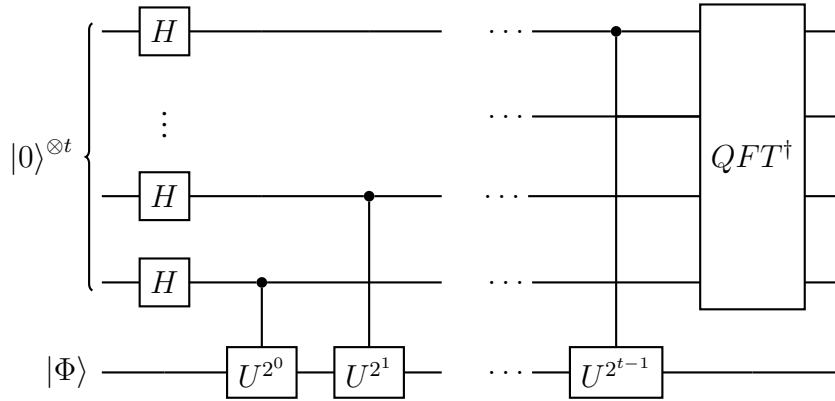 H
⋯
⋮
⋯
|0⟩^{⊗t}
QFT^†
H
⋯
H
⋯
|Φ⟩ U^{2^0} U^{2^1} ⋯ U^{2^{t−1}}